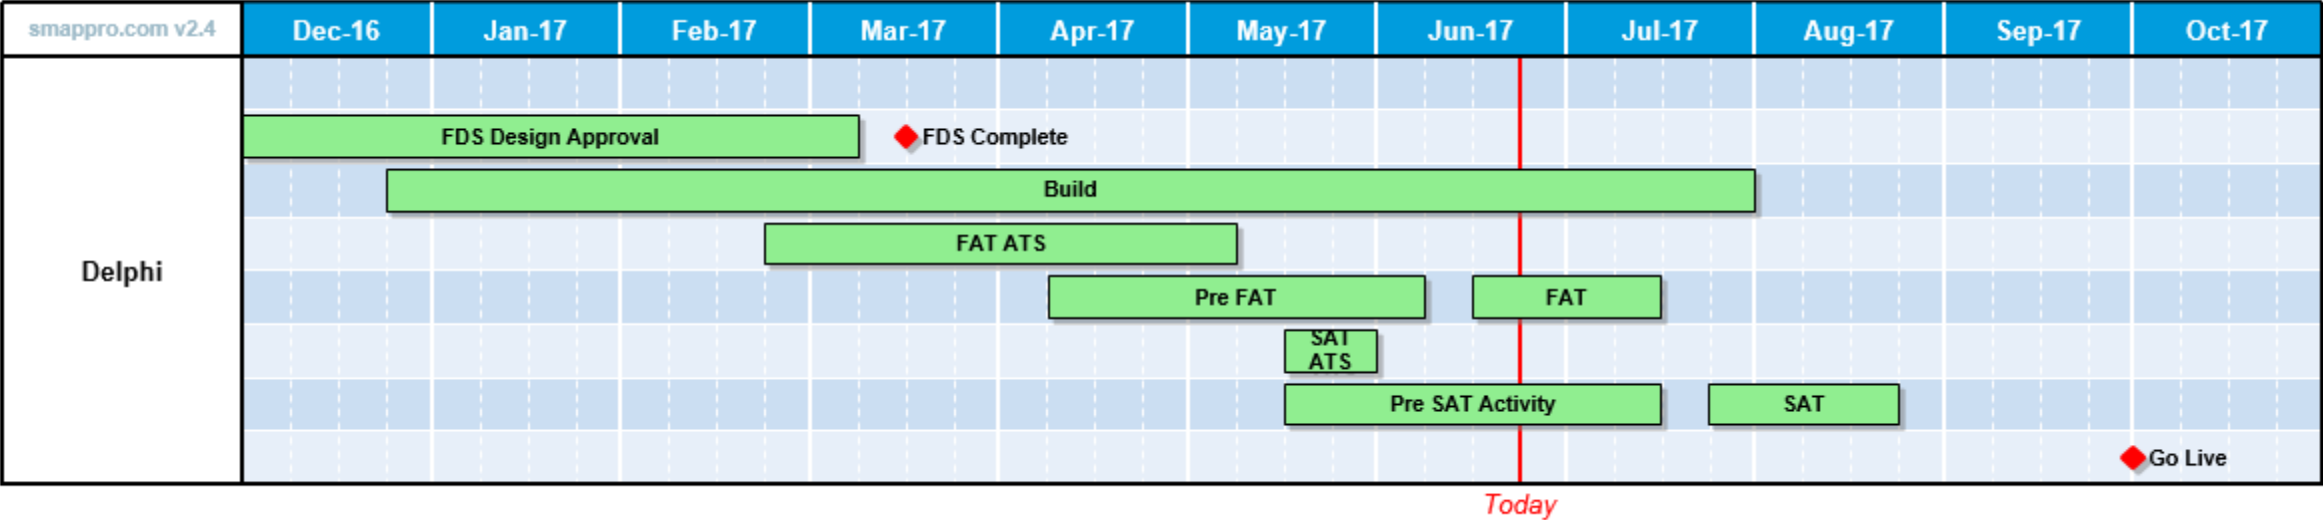 smappro.com v2.4 Dec-16 Jan-17 Feb-17 Mar-17 Apr-17 May-17 Jun-17 Jul-17 Aug-17 Sep-17 Oct-17
FDS Design Approval FDS Complete
Build
FAT ATS
Delphi
Pre FAT FAT
SAT
ATS
Pre SAT Activity SAT
Go Live
Today